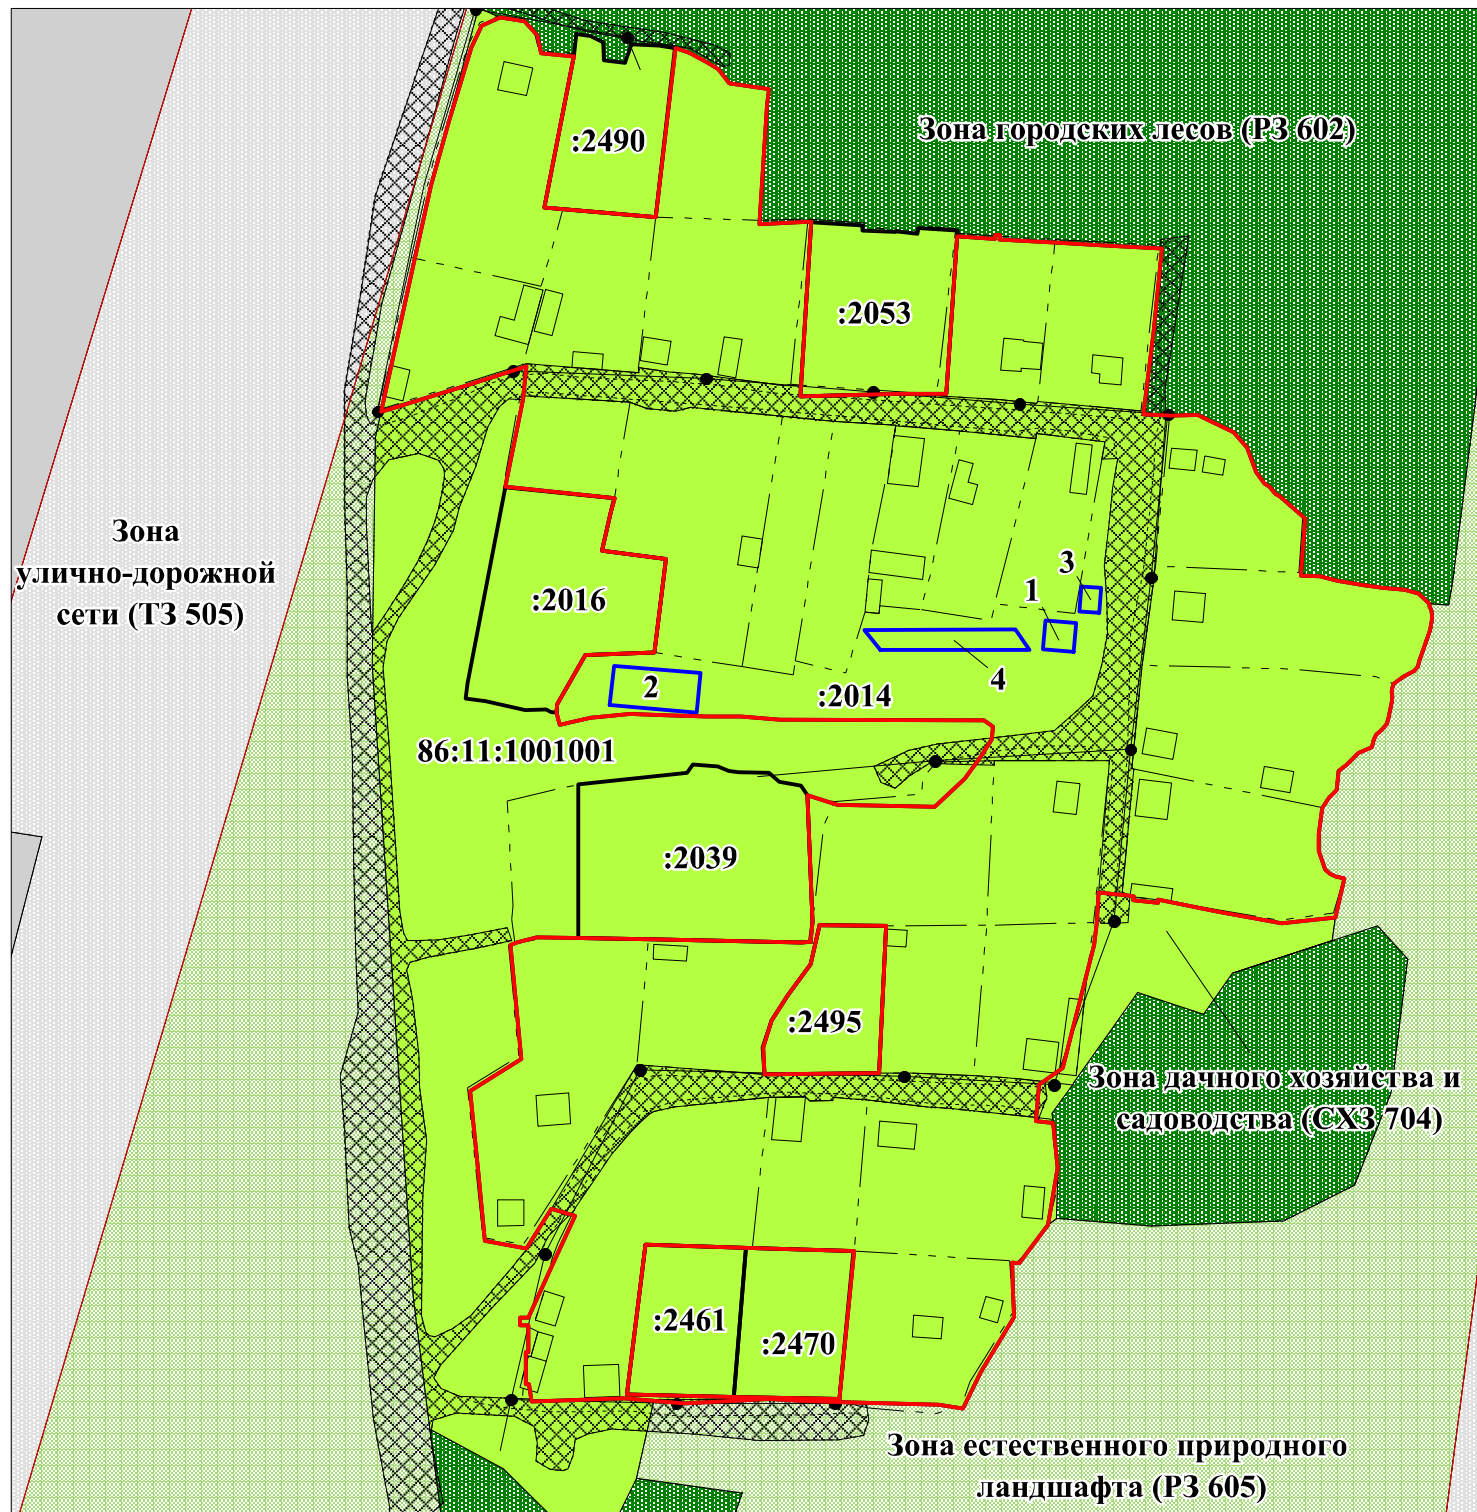 Зона городских лесов (РЗ 602)
:2490
:2053
Зона
улично-дорожной
сети (ТЗ 505)
3
1
:2016
4
2
:2014
86:11:1001001
:2039
:2495
Зона дачного хозяйства и
садоводства (СХЗ 704)
:2461
:2470
Зона естественного природного
ландшафта (РЗ 605)